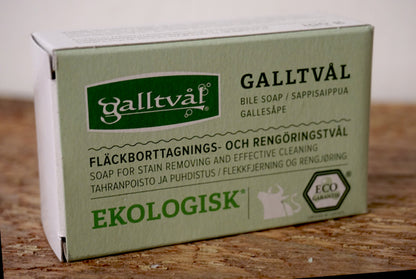 galltvål
GALLTVÅL
BILE SOAP / SAPPISAIPPUA
GALLESÅPE
FLÄCKBORTTAGNINGS- OCH RENGÖRINGSTVÅL
SOAP FOR STAIN REMOVING AND EFFECTIVE CLEANING
TAHRANPOISTO JA PUHDISTUS / FLEKKFJERNING OG RENGJØRING
EKOLOGISK®
ECO
GARANTIE